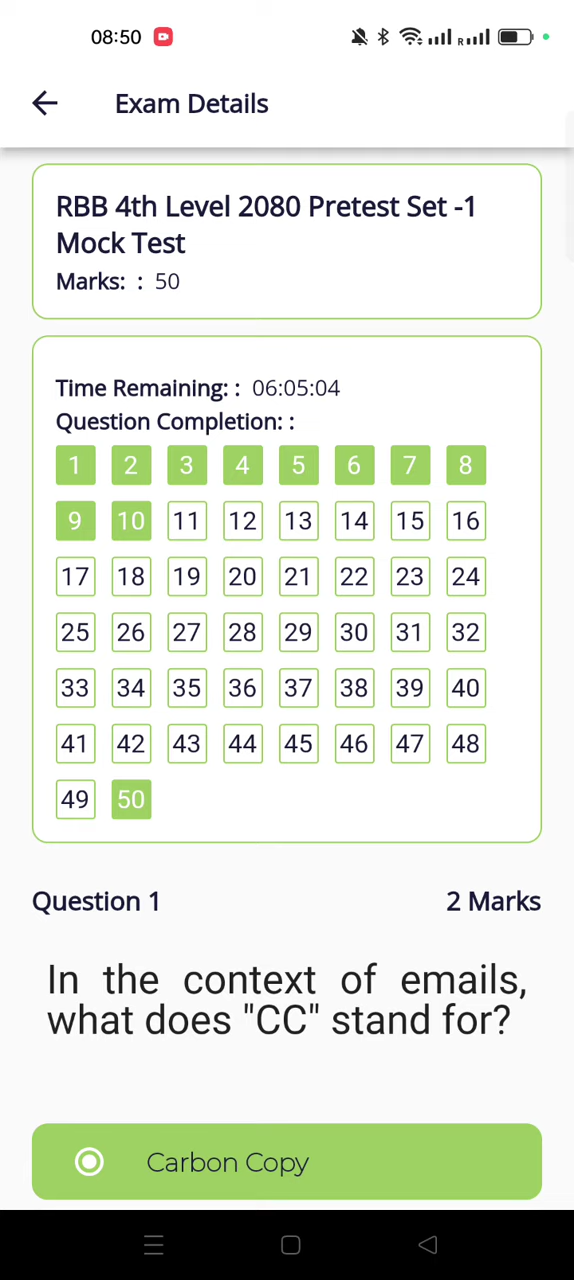 08:50
Exam Details
RBB 4th Level 2080 Pretest Set -1
Mock Test
Marks: : 50
Time Remaining: : 06:05:04
Question Completion: :
1 2 3 4 5 6 7 8
9 10 11 12 13 14 15 16
17 18 19 20 21 22 23 24
25 26 27 28 29 30 31 32
33 34 35 36 37 38 39 40
41 42 43 44 45 46 47 48
49 50
Question 1 2 Marks
In the context of emails,
what does "CC" stand for?
Carbon Copy